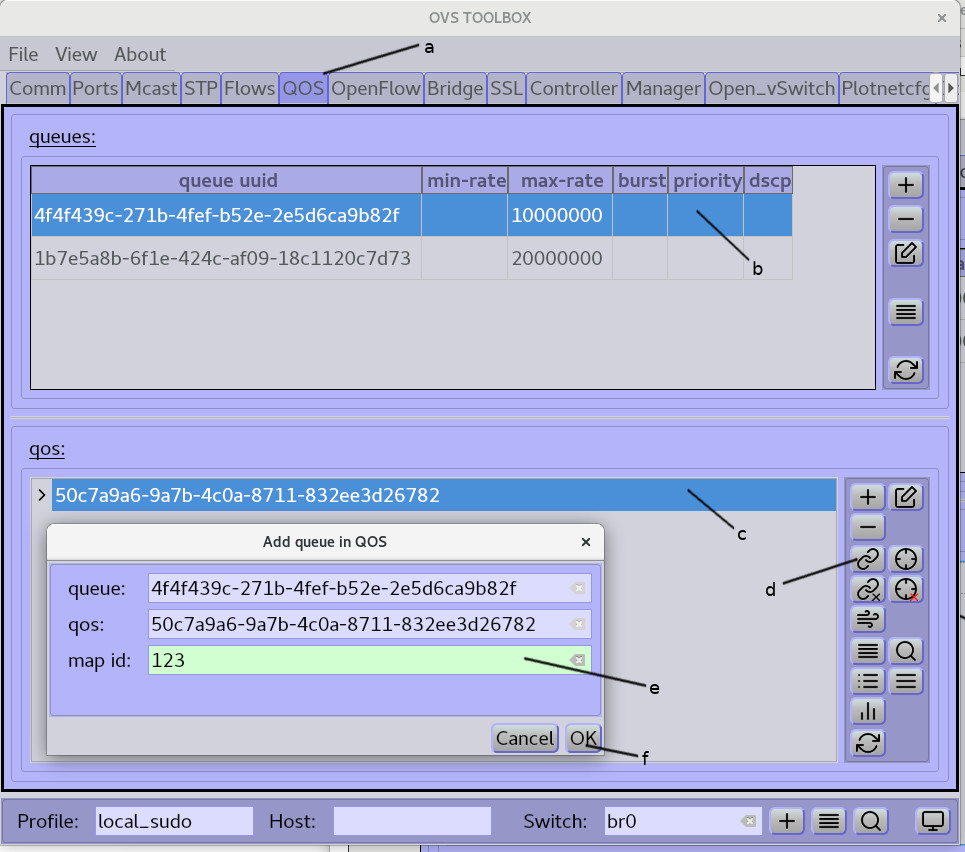 OVS TOOLBOX
File View About
a
Comm Ports Mcast STP Flows QOS OpenFlow Bridge SSL Controller Manager Open_vSwitch Plotnetcfg
queues:
queue uuid min-rate max-rate burst priority dscp
4f4f439c-271b-4fef-b52e-2e5d6ca9b82f 10000000
1b7e5a8b-6f1e-424c-af09-18c1120c7d73 20000000
b
qos:
50c7a9a6-9a7b-4c0a-8711-832ee3d26782
c
Add queue in QOS
d
queue: 4f4f439c-271b-4fef-b52e-2e5d6ca9b82f
qos: 50c7a9a6-9a7b-4c0a-8711-832ee3d26782
map id: 123
e
Cancel OK
f
Profile: local_sudo Host: Switch: br0